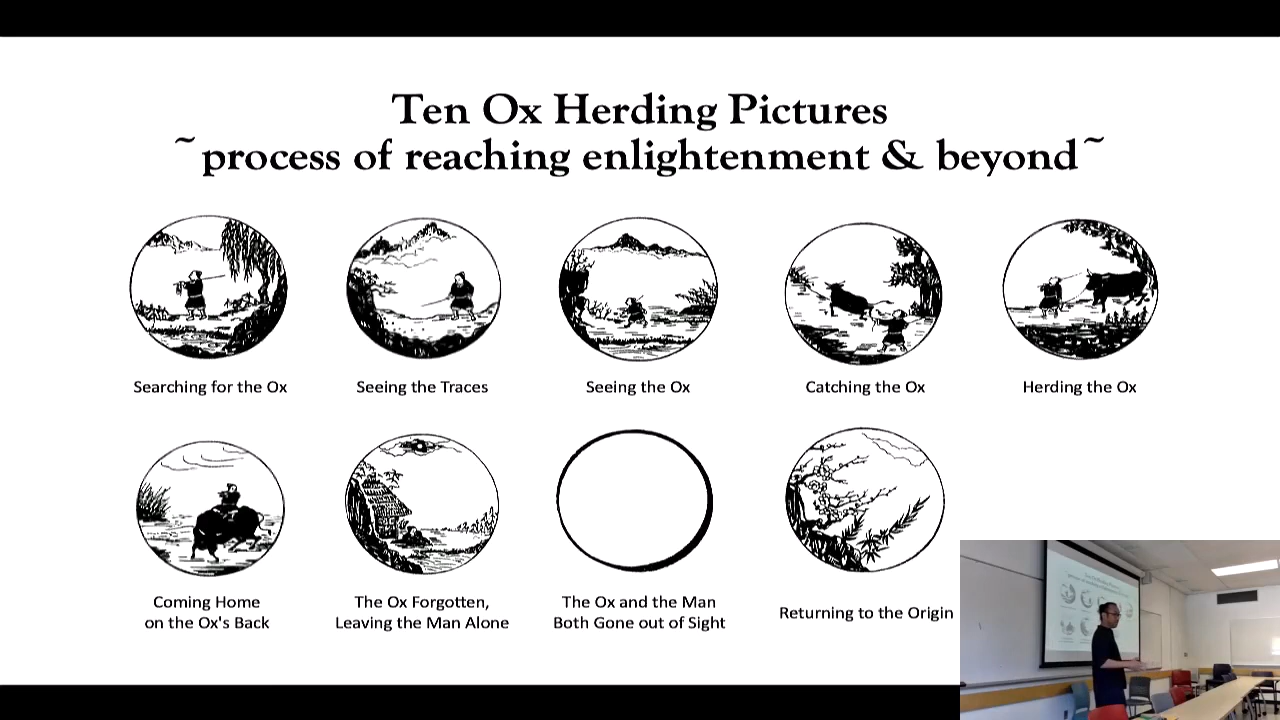 Ten Ox Herding Pictures
~process of reaching enlightenment & beyond~
Searching for the Ox
Seeing the Traces
Seeing the Ox
Catching the Ox
Herding the Ox
Coming Home
on the Ox's Back
The Ox Forgotten,
Leaving the Man Alone
The Ox and the Man
Both Gone out of Sight
Returning to the Origin